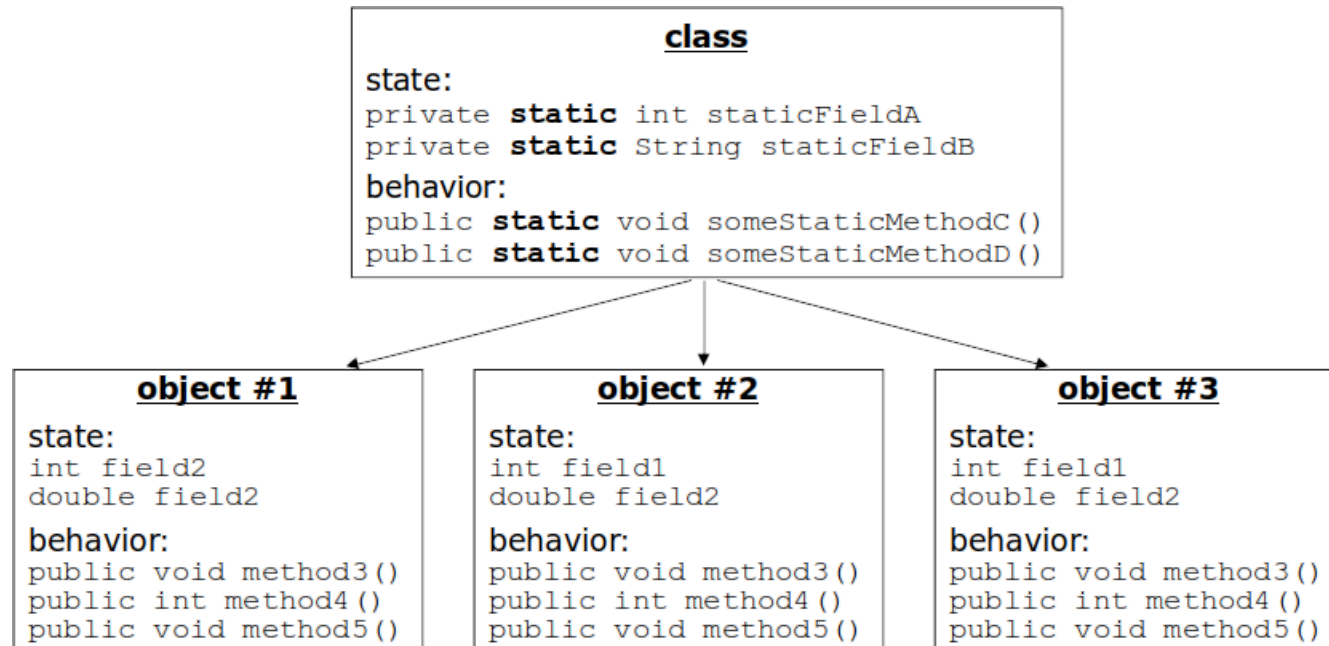 class
state:
private static int staticFieldA
private static String staticFieldB
behavior:
public static void someStaticMethodC()
public static void someStaticMethodD()
object #1
state:
int field2
double field2
behavior:
public void method3()
public int method4()
public void method5()
object #2
state:
int field1
double field2
behavior:
public void method3()
public int method4()
public void method5()
object #3
state:
int field1
double field2
behavior:
public void method3()
public int method4()
public void method5()